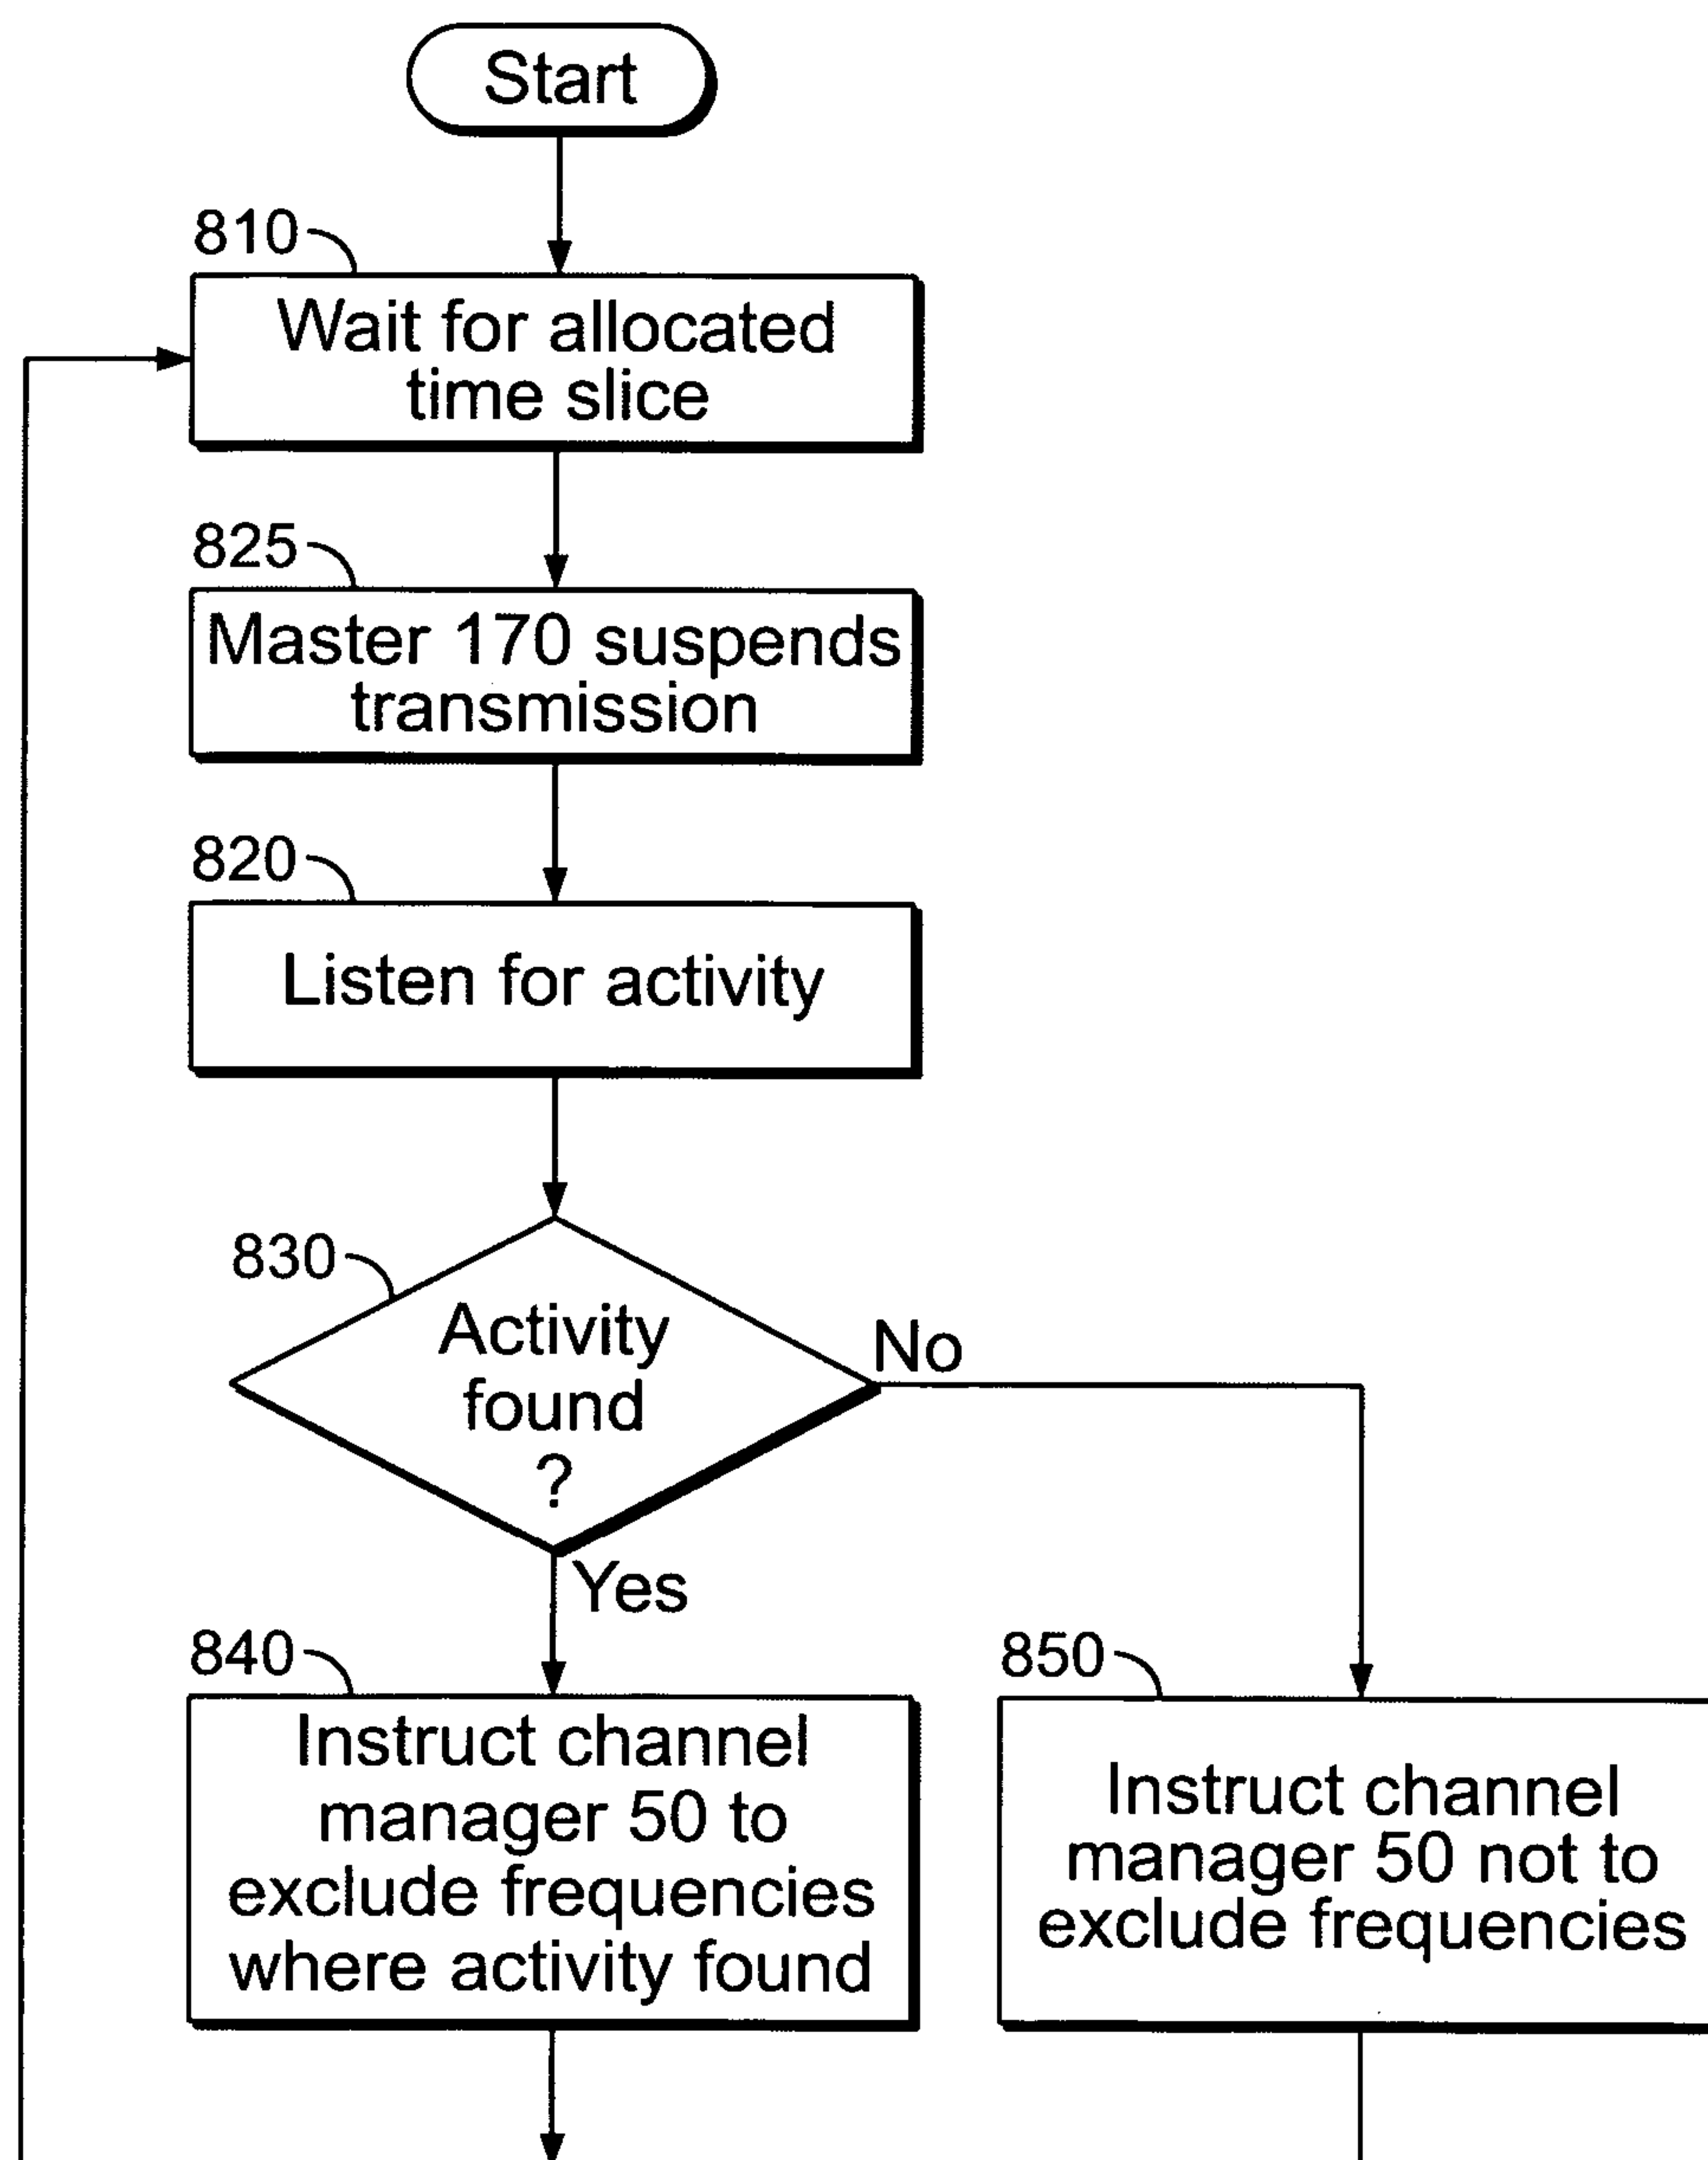 Start
810
Wait for allocated
time slice
825
Master 170 suspends
transmission
820
Listen for activity
830
Activity
found
?
No
Yes
840
Instruct channel
manager 50 to
exclude frequencies
where activity found
850
Instruct channel
manager 50 not to
exclude frequencies